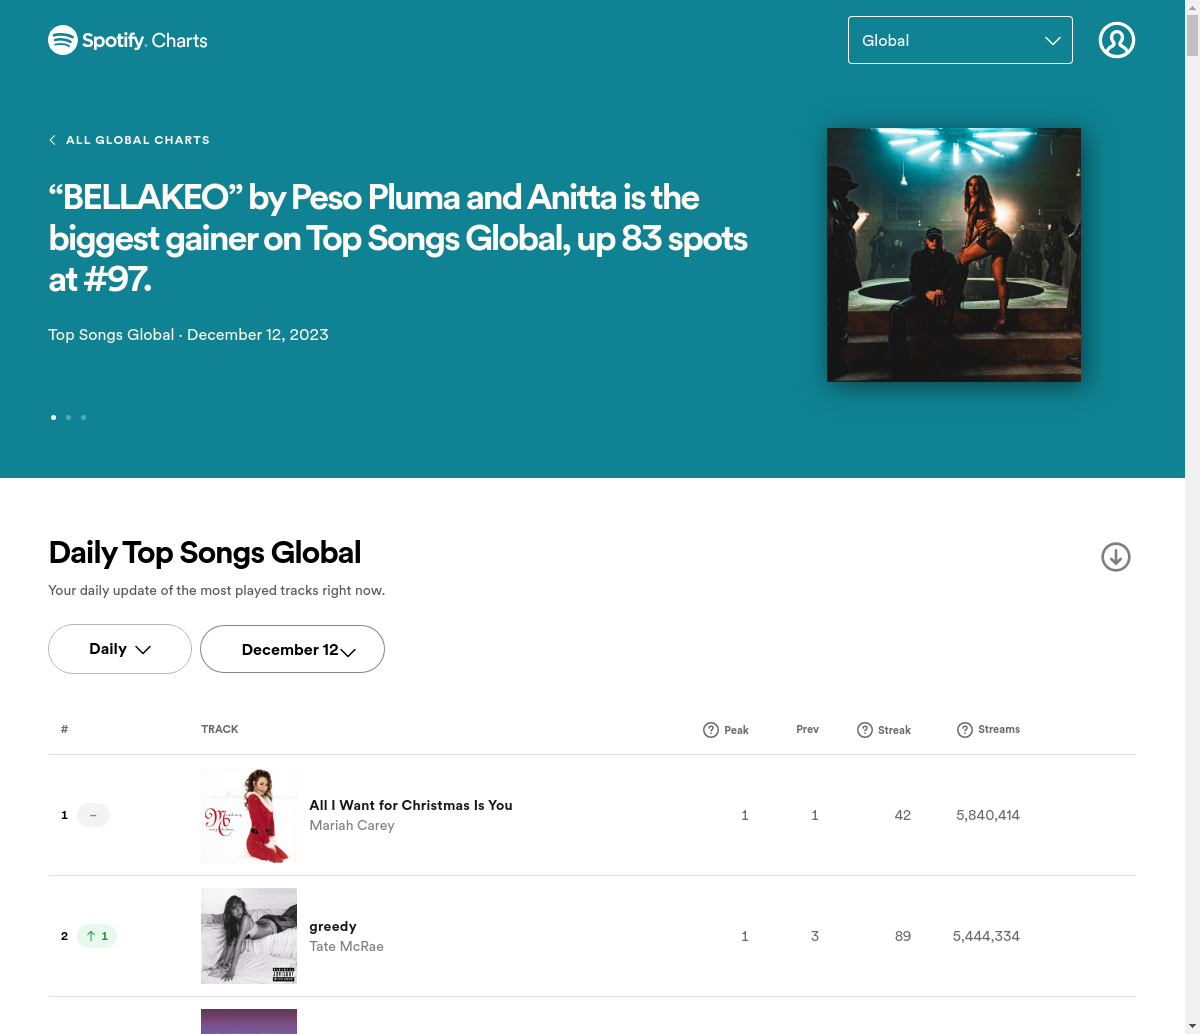 Spotify Charts
Global
ALL GLOBAL CHARTS
“BELLAKEO” by Peso Pluma and Anitta is the
biggest gainer on Top Songs Global, up 83 spots
at #97.
Top Songs Global · December 12, 2023
Daily Top Songs Global
Your daily update of the most played tracks right now.
Daily
December 12
# TRACK ? Peak Prev ? Streak ? Streams
1 – All I Want for Christmas Is You 1 1 42 5,840,414
Mariah Carey
2 ↑ 1 greedy 1 3 89 5,444,334
Tate McRae